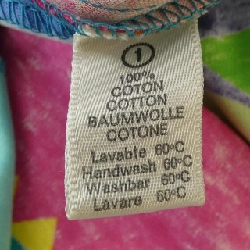 1
100%
COTON
COTTON
BAUMWOLLE
COTONE
Lavable 60°C
Handwash 60°C
Washbar 60°C
Lavare 60°C